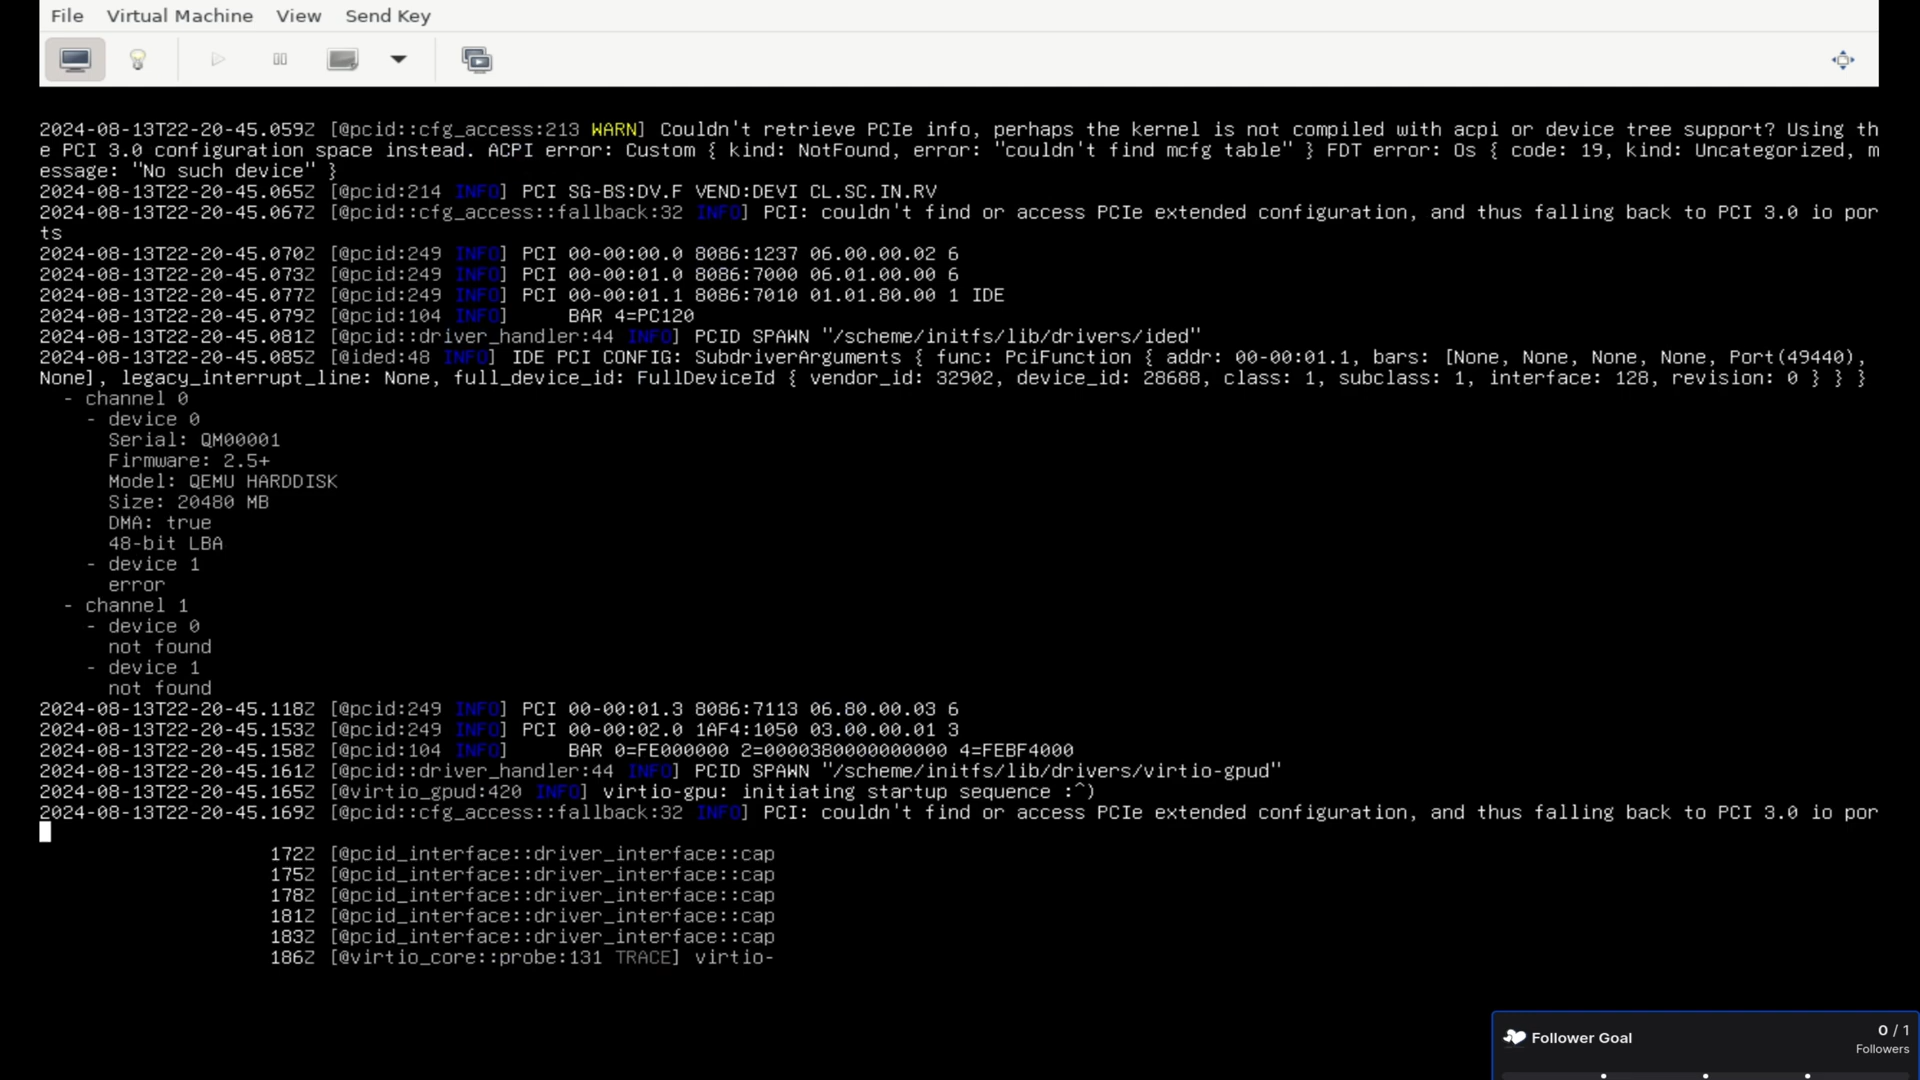 File Virtual Machine View Send Key
2024-08-13T22-20-45.059Z [@pcid::cfg_access:213 WARN] Couldn't retrieve PCIe info, perhaps the kernel is not compiled with acpi or device tree support? Using th
e PCI 3.0 configuration space instead. ACPI error: Custom { kind: NotFound, error: "couldn't find mcfg table" } FDT error: Os { code: 19, kind: Uncategorized, m
essage: "No such device" }
2024-08-13T22-20-45.065Z [@pcid:214 INFO] PCI SG-BS:DV.F VEND:DEVI CL.SC.IN.RV
2024-08-13T22-20-45.067Z [@pcid::cfg_access::fallback:32 INFO] PCI: couldn't find or access PCIe extended configuration, and thus falling back to PCI 3.0 io por
ts
2024-08-13T22-20-45.070Z [@pcid:249 INFO] PCI 00-00:00.0 8086:1237 06.00.00.02 6
2024-08-13T22-20-45.073Z [@pcid:249 INFO] PCI 00-00:01.0 8086:7000 06.01.00.00 6
2024-08-13T22-20-45.077Z [@pcid:249 INFO] PCI 00-00:01.1 8086:7010 01.01.80.00 1 IDE
2024-08-13T22-20-45.079Z [@pcid:104 INFO]     BAR 4=PC120
2024-08-13T22-20-45.081Z [@pcid::driver_handler:44 INFO] PCID SPAWN "/scheme/initfs/lib/drivers/ided"
2024-08-13T22-20-45.085Z [@ided:48 INFO] IDE PCI CONFIG: SubdriverArguments { func: PciFunction { addr: 00-00:01.1, bars: [None, None, None, None, Port(49440),
None], legacy_interrupt_line: None, full_device_id: FullDeviceId { vendor_id: 32902, device_id: 28688, class: 1, subclass: 1, interface: 128, revision: 0 } } }
  - channel 0
    - device 0
      Serial: QM00001
      Firmware: 2.5+
      Model: QEMU HARDDISK
      Size: 20480 MB
      DMA: true
      48-bit LBA
    - device 1
      error
  - channel 1
    - device 0
      not found
    - device 1
      not found
2024-08-13T22-20-45.118Z [@pcid:249 INFO] PCI 00-00:01.3 8086:7113 06.80.00.03 6
2024-08-13T22-20-45.153Z [@pcid:249 INFO] PCI 00-00:02.0 1AF4:1050 03.00.00.01 3
2024-08-13T22-20-45.158Z [@pcid:104 INFO]     BAR 0=FE000000 2=0000380000000000 4=FEBF4000
2024-08-13T22-20-45.161Z [@pcid::driver_handler:44 INFO] PCID SPAWN "/scheme/initfs/lib/drivers/virtio-gpud"
2024-08-13T22-20-45.165Z [@virtio_gpud:420 INFO] virtio-gpu: initiating startup sequence :^)
2024-08-13T22-20-45.169Z [@pcid::cfg_access::fallback:32 INFO] PCI: couldn't find or access PCIe extended configuration, and thus falling back to PCI 3.0 io por
172Z [@pcid_interface::driver_interface::cap
175Z [@pcid_interface::driver_interface::cap
178Z [@pcid_interface::driver_interface::cap
181Z [@pcid_interface::driver_interface::cap
183Z [@pcid_interface::driver_interface::cap
186Z [@virtio_core::probe:131 TRACE] virtio-
Follower Goal 0 / 1
Followers